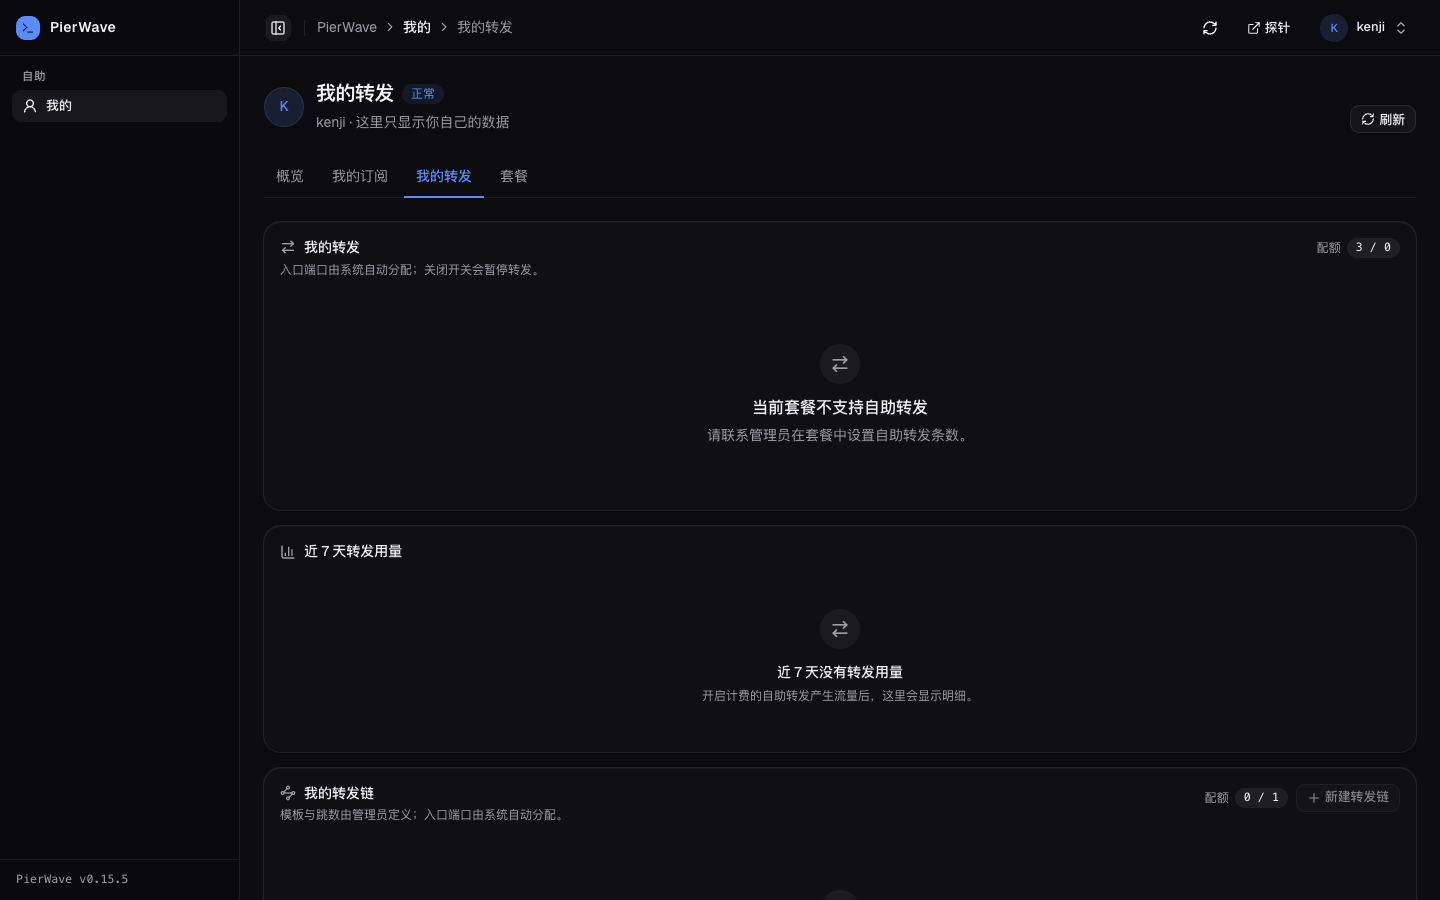 PierWave
PierWave > 我的 > 我的转发
探针
K
kenji
自助
我的
K
我的转发
正常
kenji · 这里只显示你自己的数据
刷新
概览
我的订阅
我的转发
套餐
我的转发
配额
3 / 0
入口端口由系统自动分配；关闭开关会暂停转发。
当前套餐不支持自助转发
请联系管理员在套餐中设置自助转发条数。
近 7 天转发用量
近 7 天没有转发用量
开启计费的自助转发产生流量后，这里会显示明细。
我的转发链
配额
0 / 1
新建转发链
模板与跳数由管理员定义；入口端口由系统自动分配。
PierWave v0.15.5